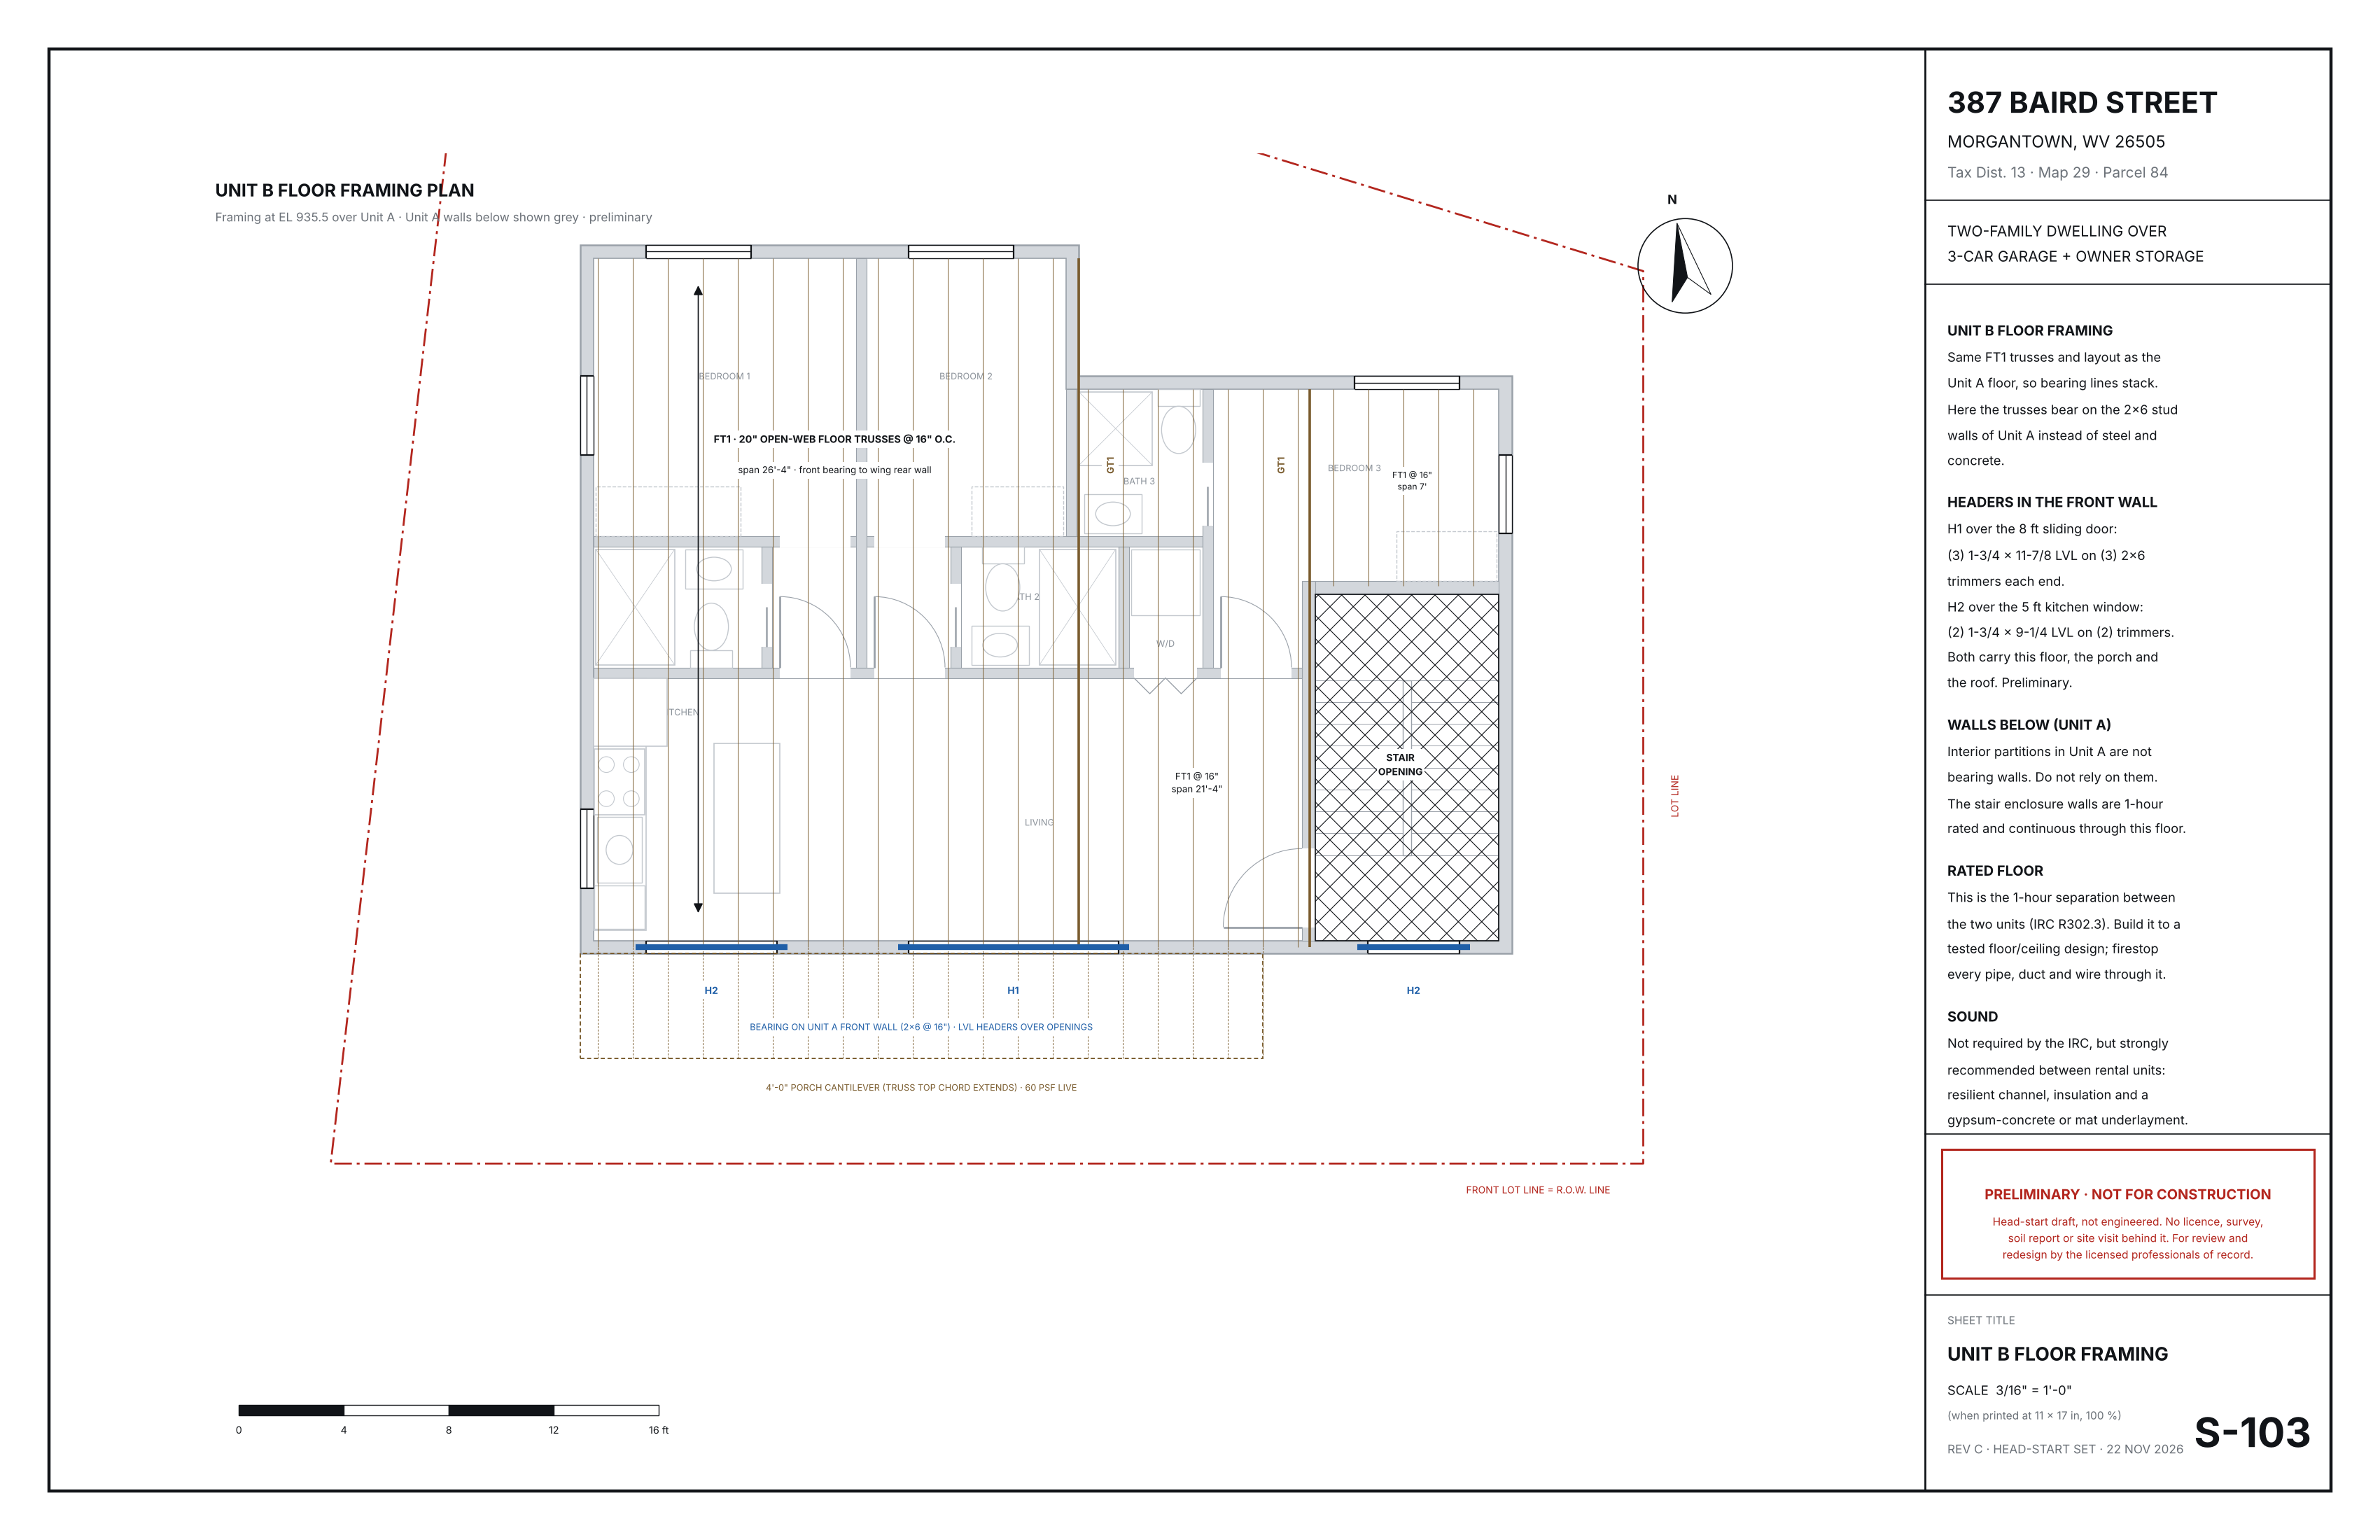 UNIT B FLOOR FRAMING PLAN
Framing at EL 935.5 over Unit A · Unit A walls below shown grey · preliminary
N
BEDROOM 1
BEDROOM 2
FT1 · 20" OPEN-WEB FLOOR TRUSSES @ 16" O.C.
span 26'-4" · front bearing to wing rear wall
GT1
BATH 3
GT1
BEDROOM 3
FT1 @ 16"
span 7'
TH 2
W/D
TCHEN
STAIR
OPENING
FT1 @ 16"
span 21'-4"
LIVING
LOT LINE
H2
H1
H2
BEARING ON UNIT A FRONT WALL (2×6 @ 16") · LVL HEADERS OVER OPENINGS
4'-0" PORCH CANTILEVER (TRUSS TOP CHORD EXTENDS) · 60 PSF LIVE
FRONT LOT LINE = R.O.W. LINE
0 4 8 12 16 ft
387 BAIRD STREET
MORGANTOWN, WV 26505
Tax Dist. 13 · Map 29 · Parcel 84
TWO-FAMILY DWELLING OVER
3-CAR GARAGE + OWNER STORAGE
UNIT B FLOOR FRAMING
Same FT1 trusses and layout as the
Unit A floor, so bearing lines stack.
Here the trusses bear on the 2×6 stud
walls of Unit A instead of steel and
concrete.
HEADERS IN THE FRONT WALL
H1 over the 8 ft sliding door:
(3) 1-3/4 × 11-7/8 LVL on (3) 2×6
trimmers each end.
H2 over the 5 ft kitchen window:
(2) 1-3/4 × 9-1/4 LVL on (2) trimmers.
Both carry this floor, the porch and
the roof. Preliminary.
WALLS BELOW (UNIT A)
Interior partitions in Unit A are not
bearing walls. Do not rely on them.
The stair enclosure walls are 1-hour
rated and continuous through this floor.
RATED FLOOR
This is the 1-hour separation between
the two units (IRC R302.3). Build it to a
tested floor/ceiling design; firestop
every pipe, duct and wire through it.
SOUND
Not required by the IRC, but strongly
recommended between rental units:
resilient channel, insulation and a
gypsum-concrete or mat underlayment.
PRELIMINARY · NOT FOR CONSTRUCTION
Head-start draft, not engineered. No licence, survey,
soil report or site visit behind it. For review and
redesign by the licensed professionals of record.
SHEET TITLE
UNIT B FLOOR FRAMING
SCALE 3/16" = 1'-0"
(when printed at 11 × 17 in, 100 %)
REV C · HEAD-START SET · 22 NOV 2026
S-103